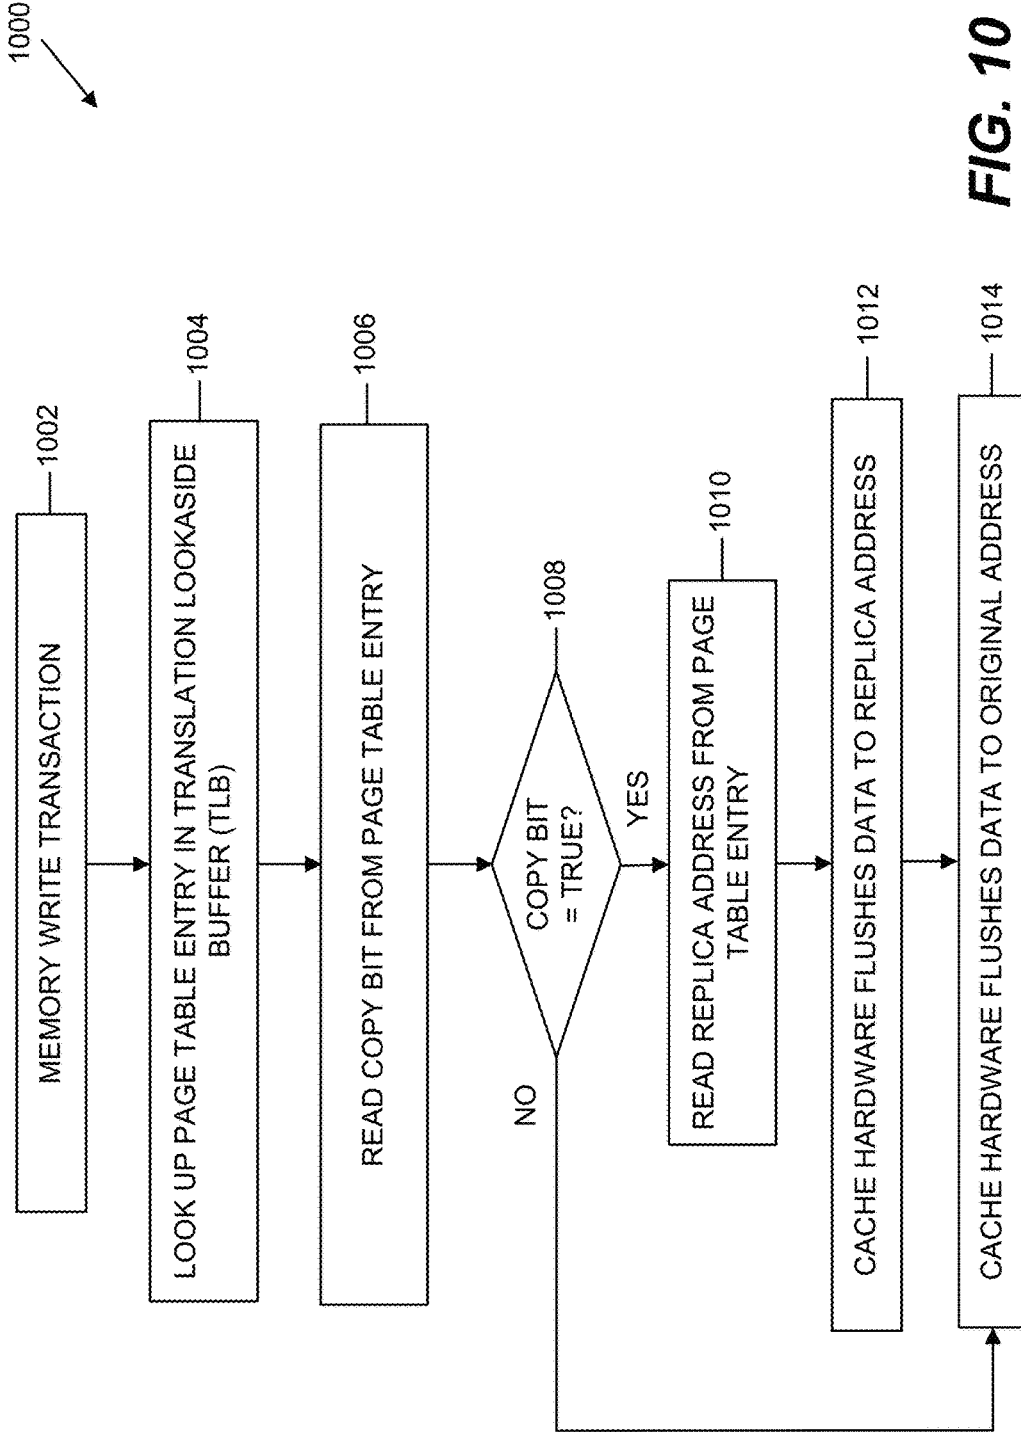 1000
MEMORY WRITE TRANSACTION
1002
LOOK UP PAGE TABLE ENTRY IN TRANSLATION LOOKASIDE
BUFFER (TLB)
1004
READ COPY BIT FROM PAGE TABLE ENTRY
1006
COPY BIT
= TRUE?
1008
NO
YES
READ REPLICA ADDRESS FROM PAGE
TABLE ENTRY
1010
CACHE HARDWARE FLUSHES DATA TO REPLICA ADDRESS
1012
CACHE HARDWARE FLUSHES DATA TO ORIGINAL ADDRESS
1014
FIG. 10